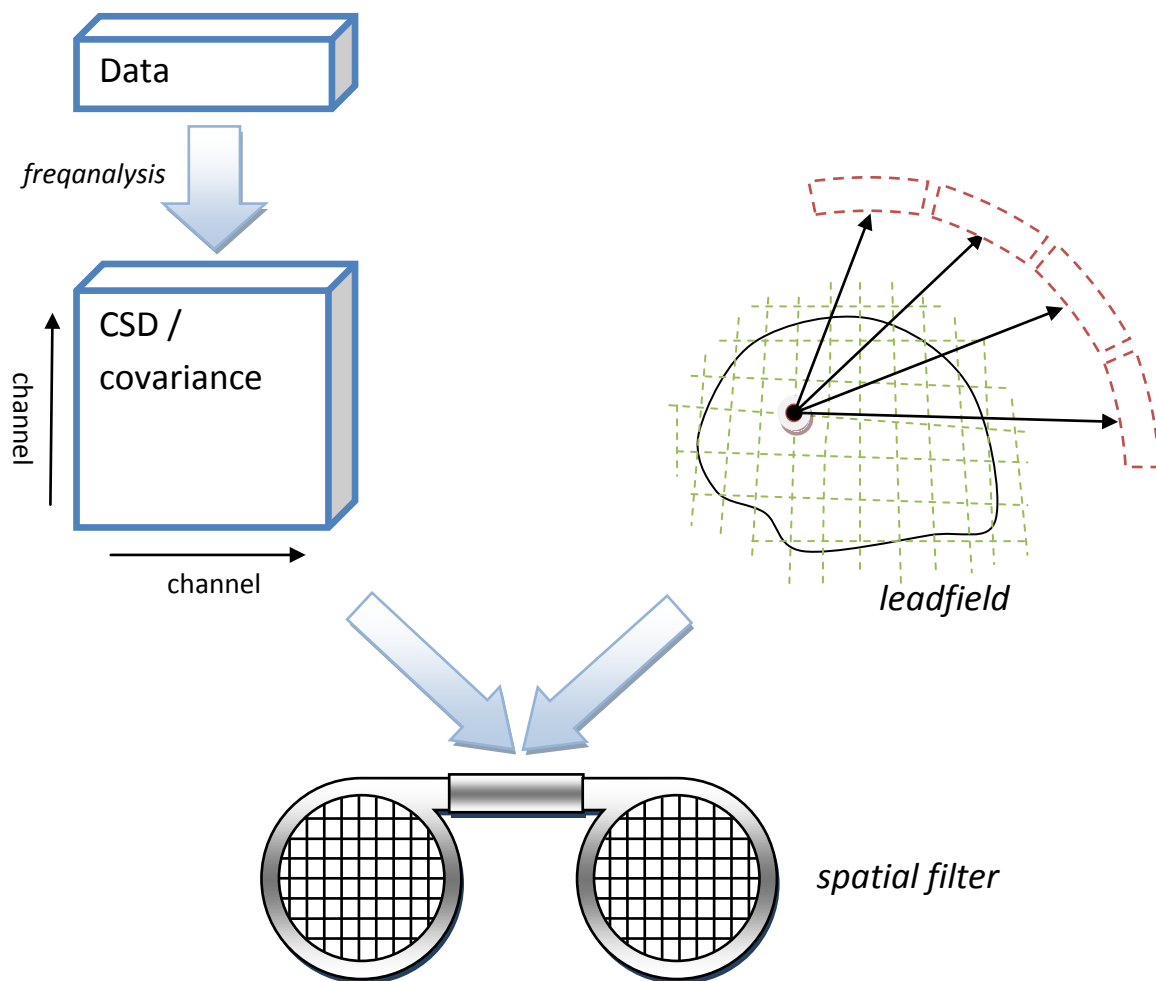 Data
freqanalysis
CSD /
covariance
channel
channel
leadfield
spatial filter